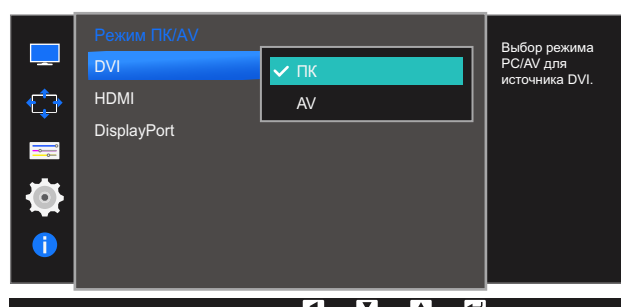 Режим ПК/AV
DVI
ПК
HDMI
AV
DisplayPort
Выбор режима
PC/AV для
источника DVI.